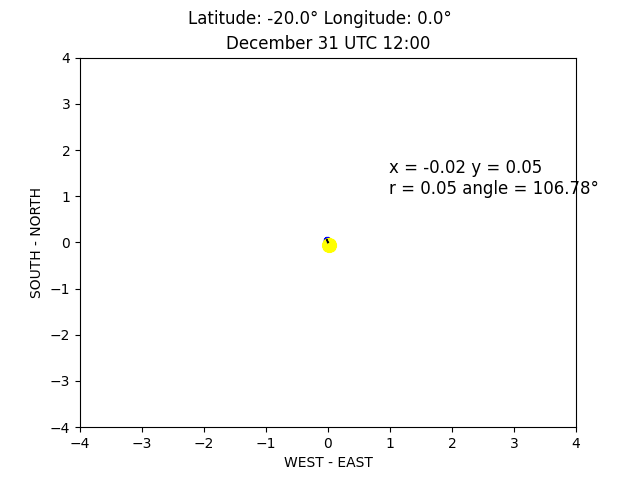 Latitude: -20.0° Longitude: 0.0°
December 31 UTC 12:00
4
3
2
1
0
−1
−2
−3
−4
SOUTH - NORTH
x = -0.02 y = 0.05
r = 0.05 angle = 106.78°
−4 −3 −2 −1 0 1 2 3 4
WEST - EAST